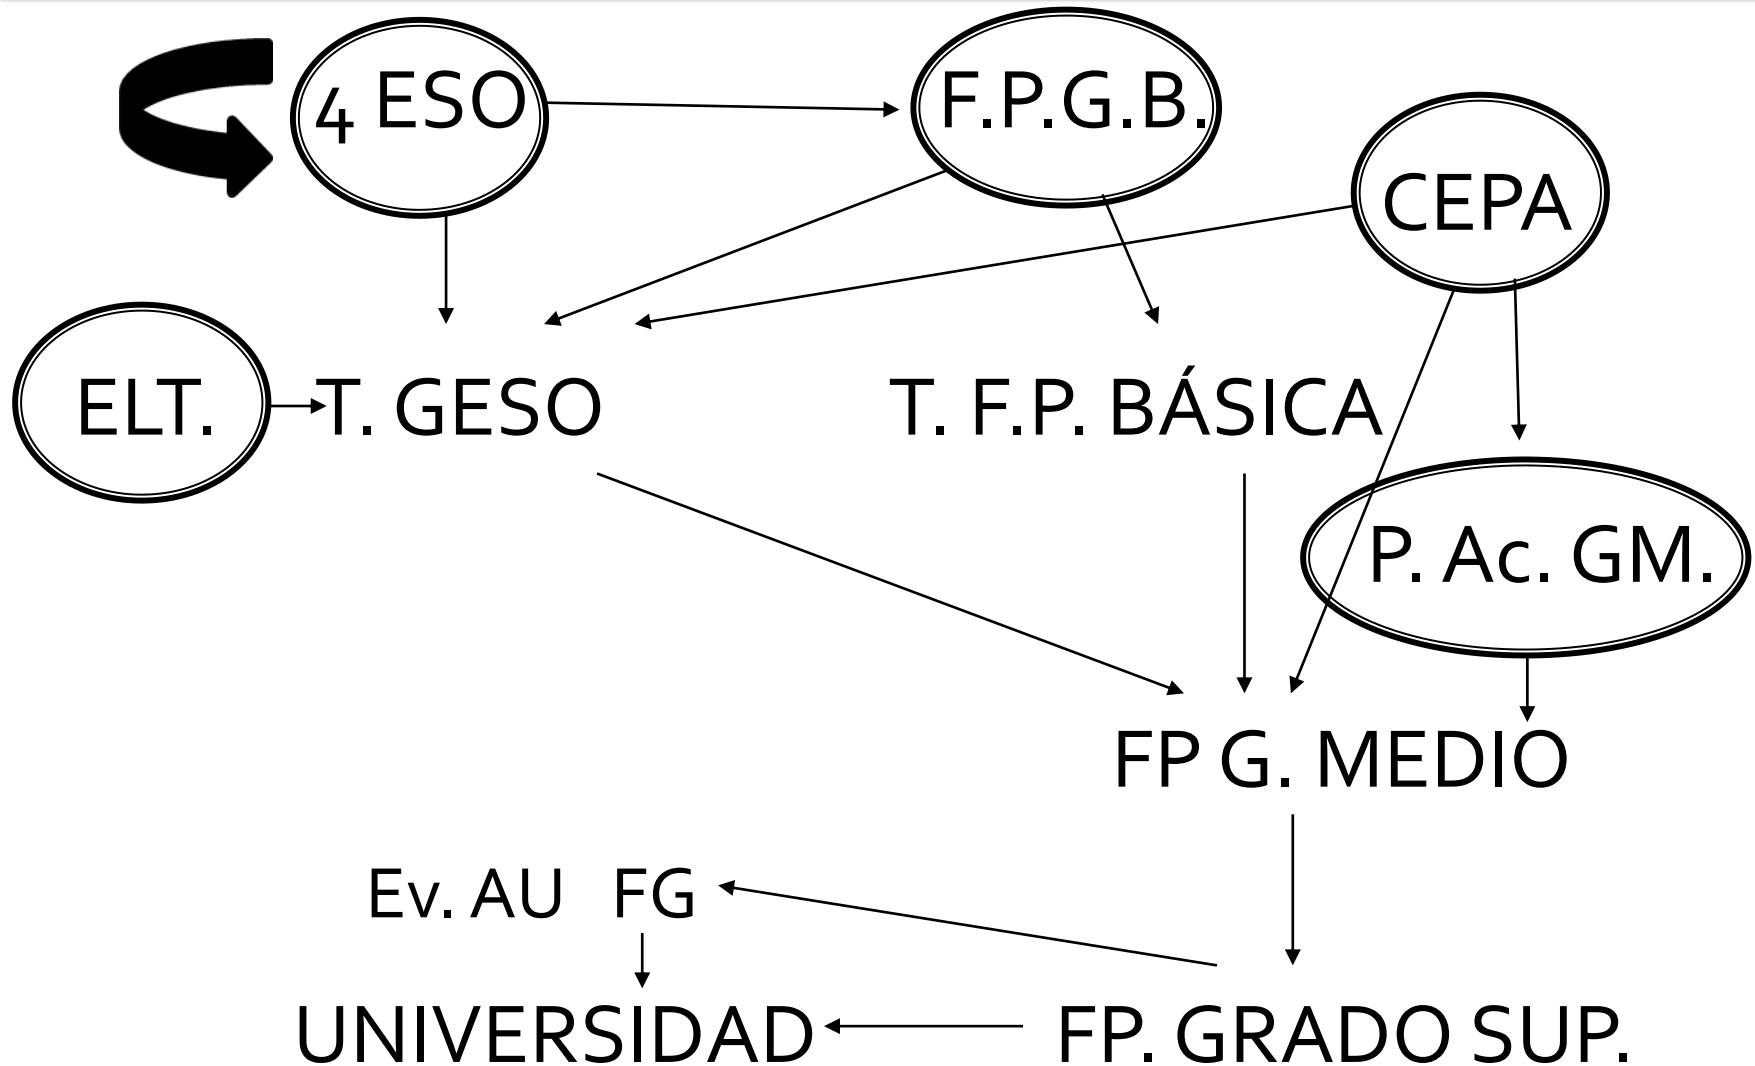 4 ESO
F.P.G.B.
CEPA
ELT.
T. GESO
T. F.P. BÁSICA
P. Ac. GM.
FP G. MEDIO
Ev. AU FG
UNIVERSIDAD
FP. GRADO SUP.